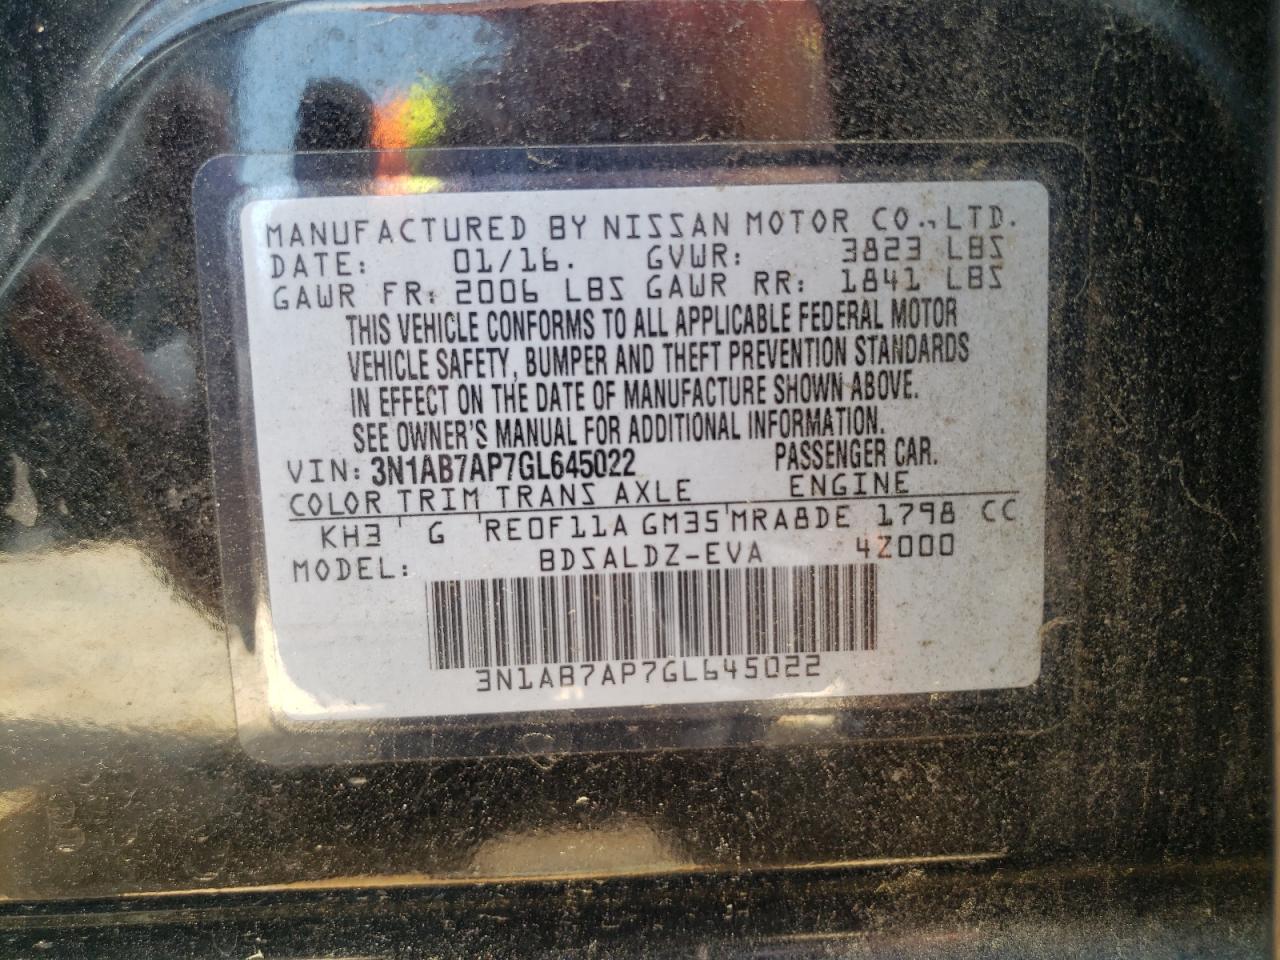 MANUFACTURED BY NISSAN MOTOR CO., LTD.
DATE: 01/16. GVWR: 3823 LBS
GAWR FR: 2006 LBS GAWR RR: 1841 LBS
THIS VEHICLE CONFORMS TO ALL APPLICABLE FEDERAL MOTOR
VEHICLE SAFETY, BUMPER AND THEFT PREVENTION STANDARDS
IN EFFECT ON THE DATE OF MANUFACTURE SHOWN ABOVE.
SEE OWNER'S MANUAL FOR ADDITIONAL INFORMATION.
VIN: 3N1AB7AP7GL645022 PASSENGER CAR.
COLOR TRIM TRANS AXLE ENGINE
KH3 ' G ' RE0F11A GM35 ' MRA8DE 1798 CC
MODEL: BDSALDZ-EVA 4Z000
3N1AB7AP7GL645022